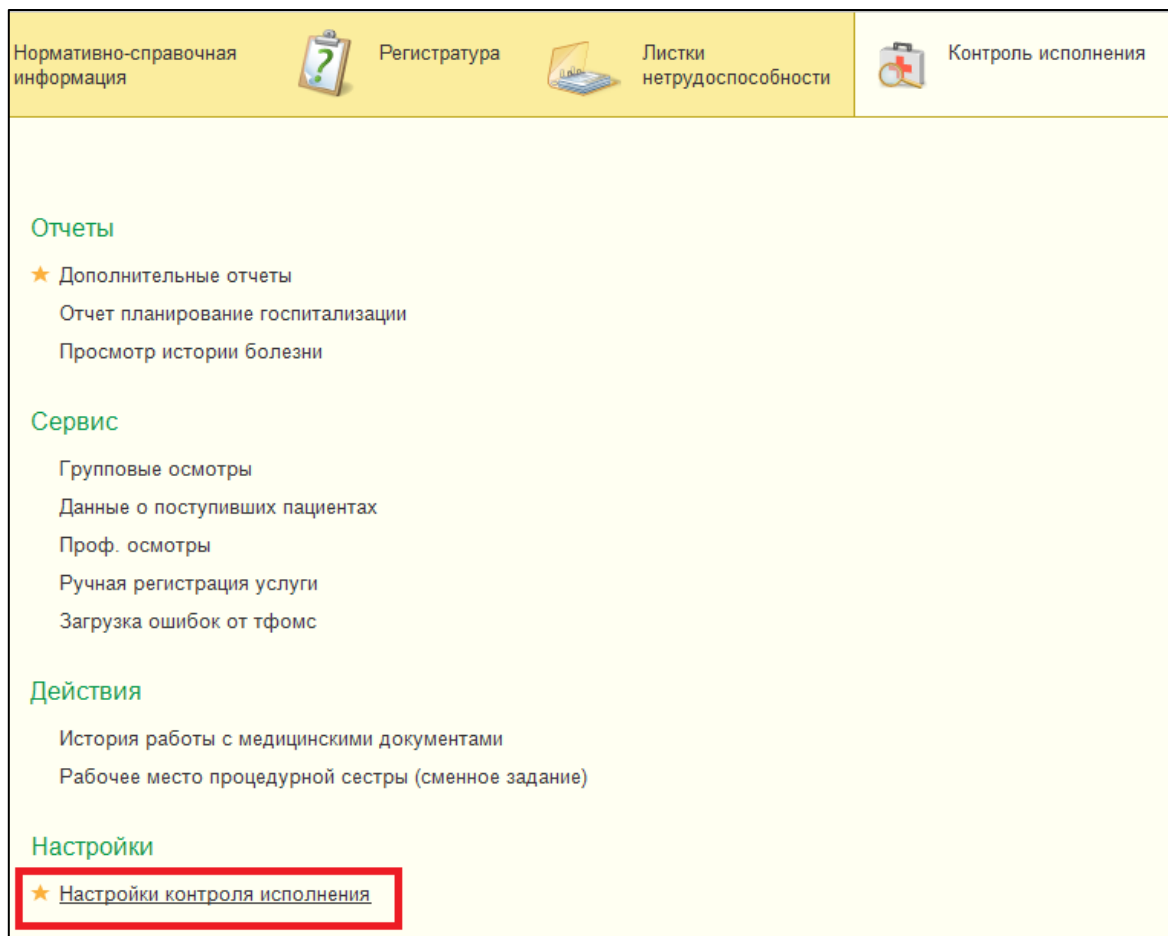 Нормативно-справочная
информация
Регистратура
Листки
нетрудоспособности
Контроль исполнения
Отчеты
Дополнительные отчеты
Отчет планирование госпитализации
Просмотр истории болезни
Сервис
Групповые осмотры
Данные о поступивших пациентах
Проф. осмотры
Ручная регистрация услуги
Загрузка ошибок от тфомс
Действия
История работы с медицинскими документами
Рабочее место процедурной сестры (сменное задание)
Настройки
Настройки контроля исполнения